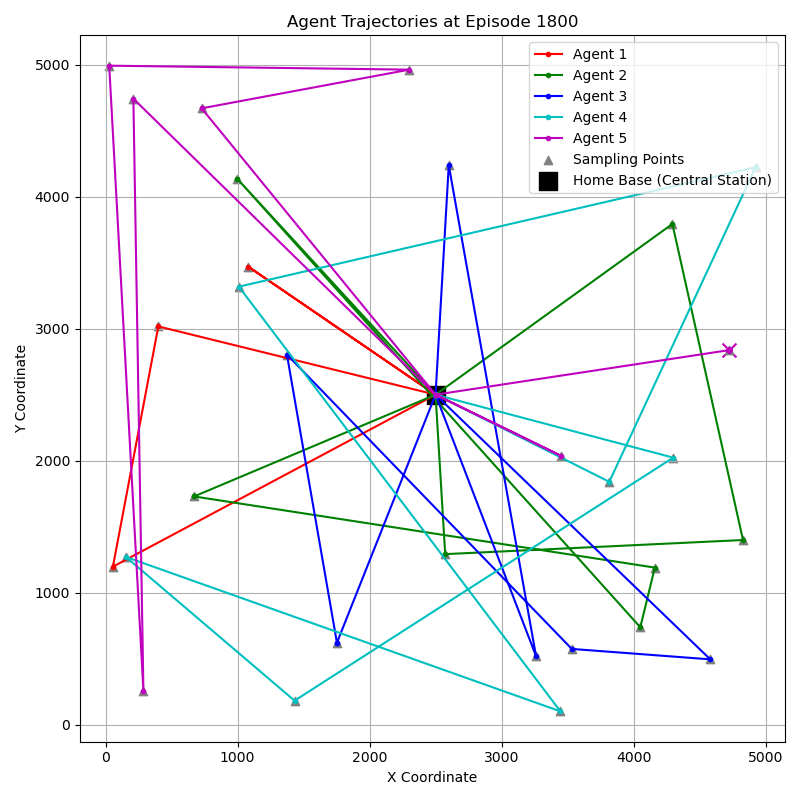 Agent Trajectories at Episode 1800
Agent 1
Agent 2
Agent 3
Agent 4
Agent 5
Sampling Points
Home Base (Central Station)
Y Coordinate
5000
4000
3000
2000
1000
0
0 1000 2000 3000 4000 5000
X Coordinate